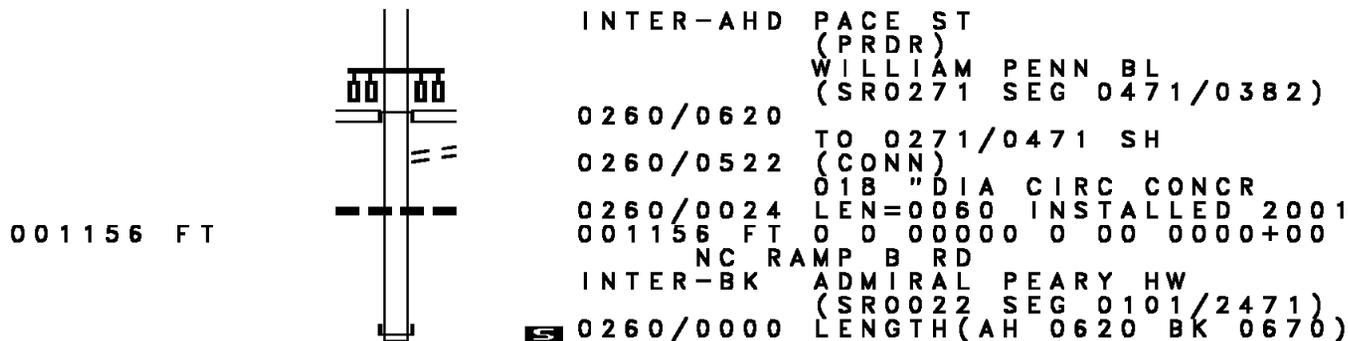 INTER-AHD PACE ST
(PRDR)
WILLIAM PENN BL
(SR0271 SEG 0471/0382)
0260/0620
TO 0271/0471 SH
0260/0522 (CONN)
018 "DIA CIRC CONCR
0260/0024 LEN=0060 INSTALLED 2001
001156 FT 001156 FT 0 0 00000 0 00 0000+00
NC RAMP B RD
INTER-BK ADMIRAL PEARY HW
(SR0022 SEG 0101/2471)
S 0260/0000 LENGTH(AH 0620 BK 0670)